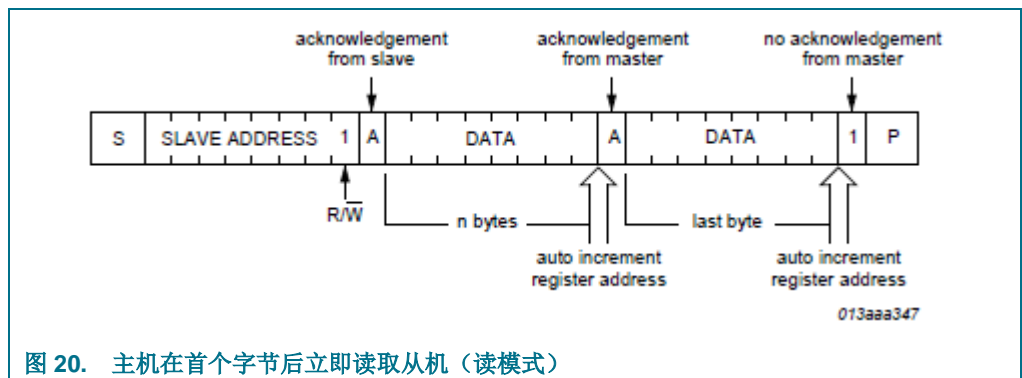 acknowledgement from slave
acknowledgement from master
no acknowledgement from master
S SLAVE ADDRESS 1 A DATA A DATA 1 P
R/W̅
n bytes
last byte
auto increment register address
auto increment register address
013aaa347
图 20. 主机在首个字节后立即读取从机（读模式）